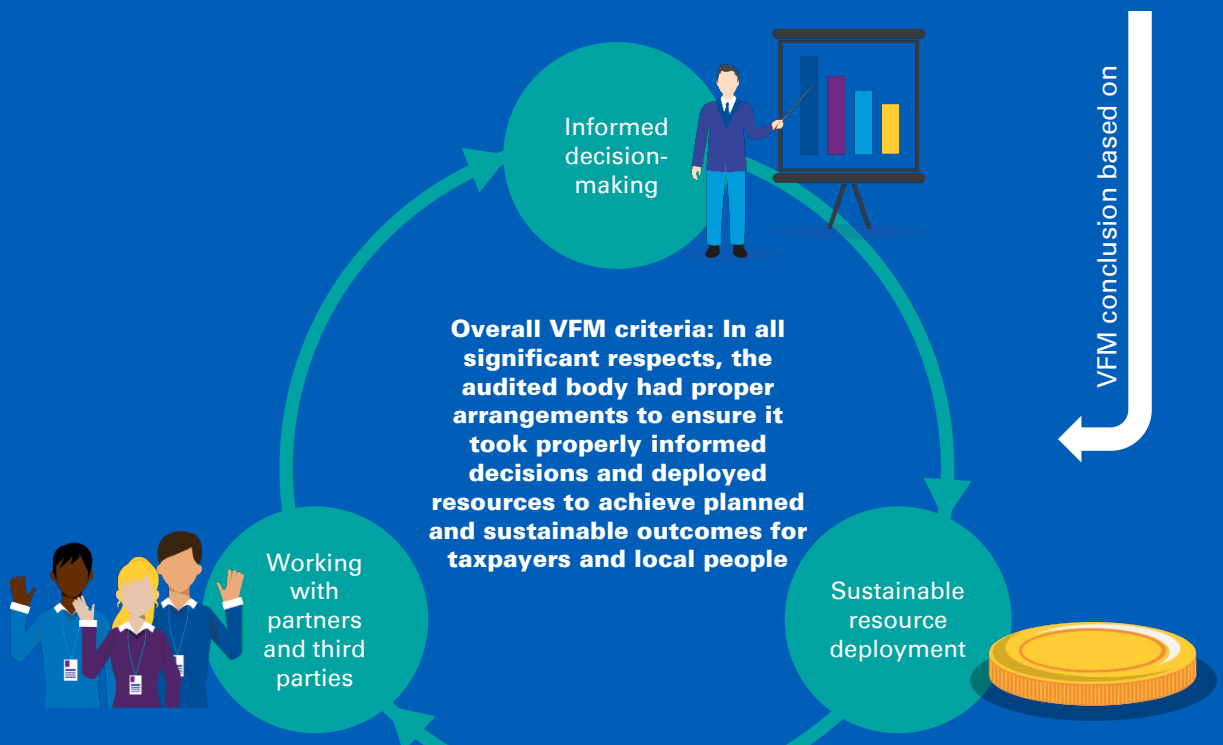 Informed
decision-
making
VFM conclusion based on
Overall VFM criteria: In all
significant respects, the
audited body had proper
arrangements to ensure it
took properly informed
decisions and deployed
resources to achieve planned
and sustainable outcomes for
taxpayers and local people
Working
with
partners
and third
parties
Sustainable
resource
deployment